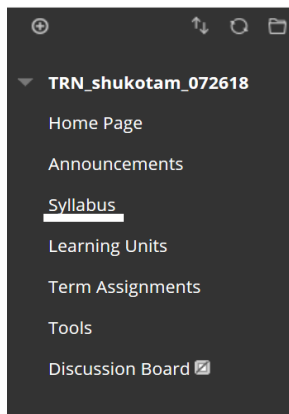 TRN_shukotam_072618
Home Page
Announcements
Syllabus
Learning Units
Term Assignments
Tools
Discussion Board